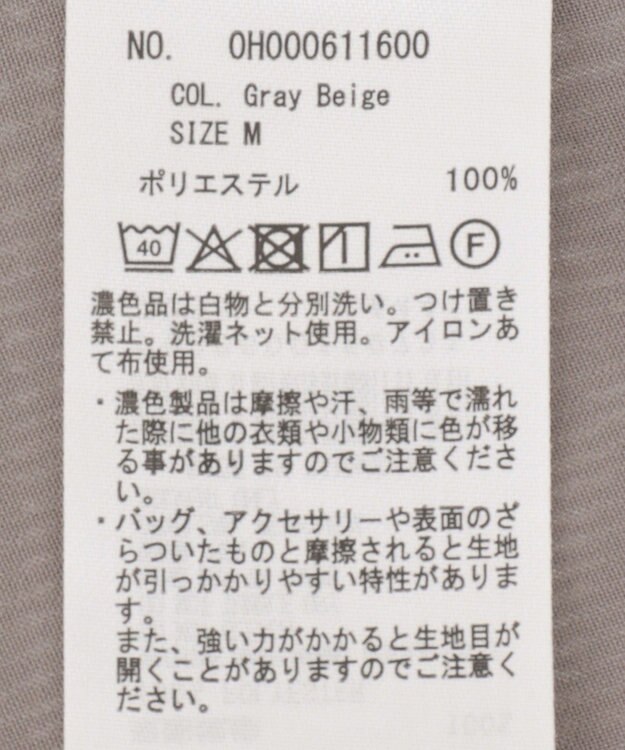 NO. OH000611600
COL. Gray Beige
SIZE M
ポリエステル 100%
40 F
濃色品は白物と分別洗い。つけ置き
禁止。洗濯ネット使用。アイロンあ
て布使用。
・濃色製品は摩擦や汗、雨等で濡れ
た際に他の衣類や小物類に色が移
る事がありますのでご注意くださ
い。
・バッグ、アクセサリーや表面のざ
らついたものと摩擦されると生地
が引っかかりやすい特性がありま
す。
また、強い力がかかると生地目が
開くことがありますのでご注意く
ださい。